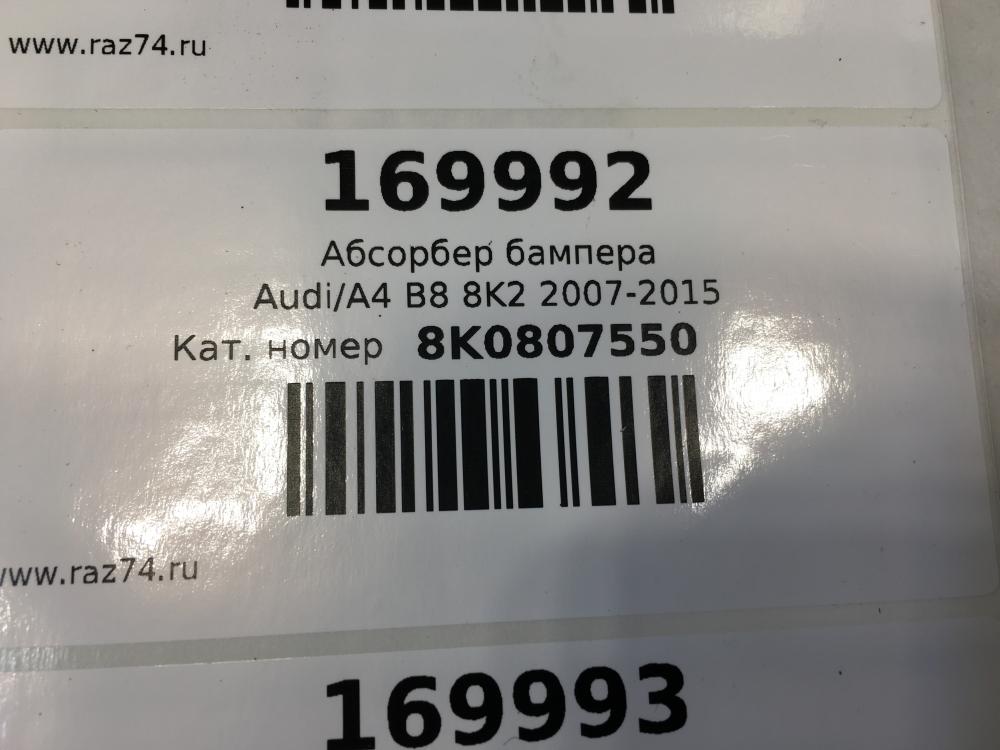 www.raz74.ru
169992
Абсорбер бампера
Audi/A4 B8 8K2 2007-2015
Кат. номер 8K0807550
www.raz74.ru
169993